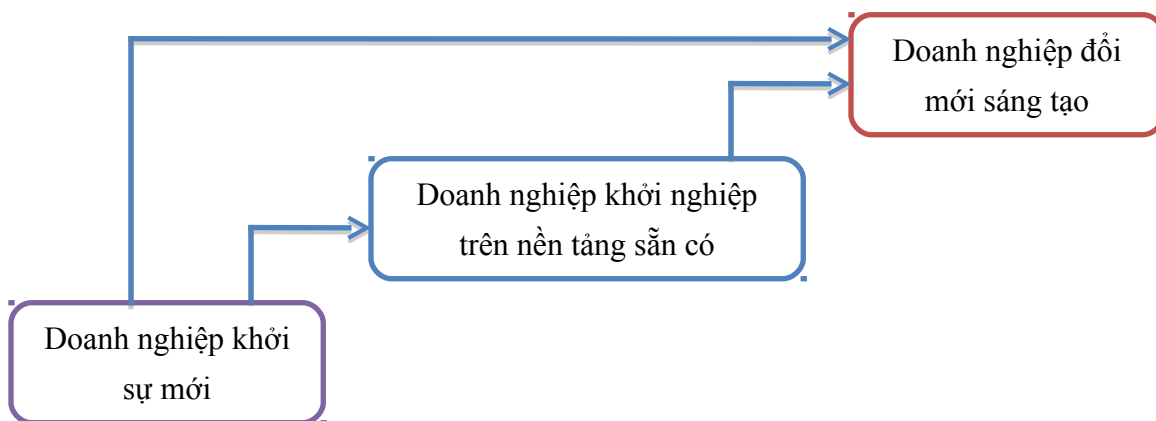 Doanh nghiệp đổi
mới sáng tạo
Doanh nghiệp khởi nghiệp
trên nền tảng sẵn có
Doanh nghiệp khởi
sự mới